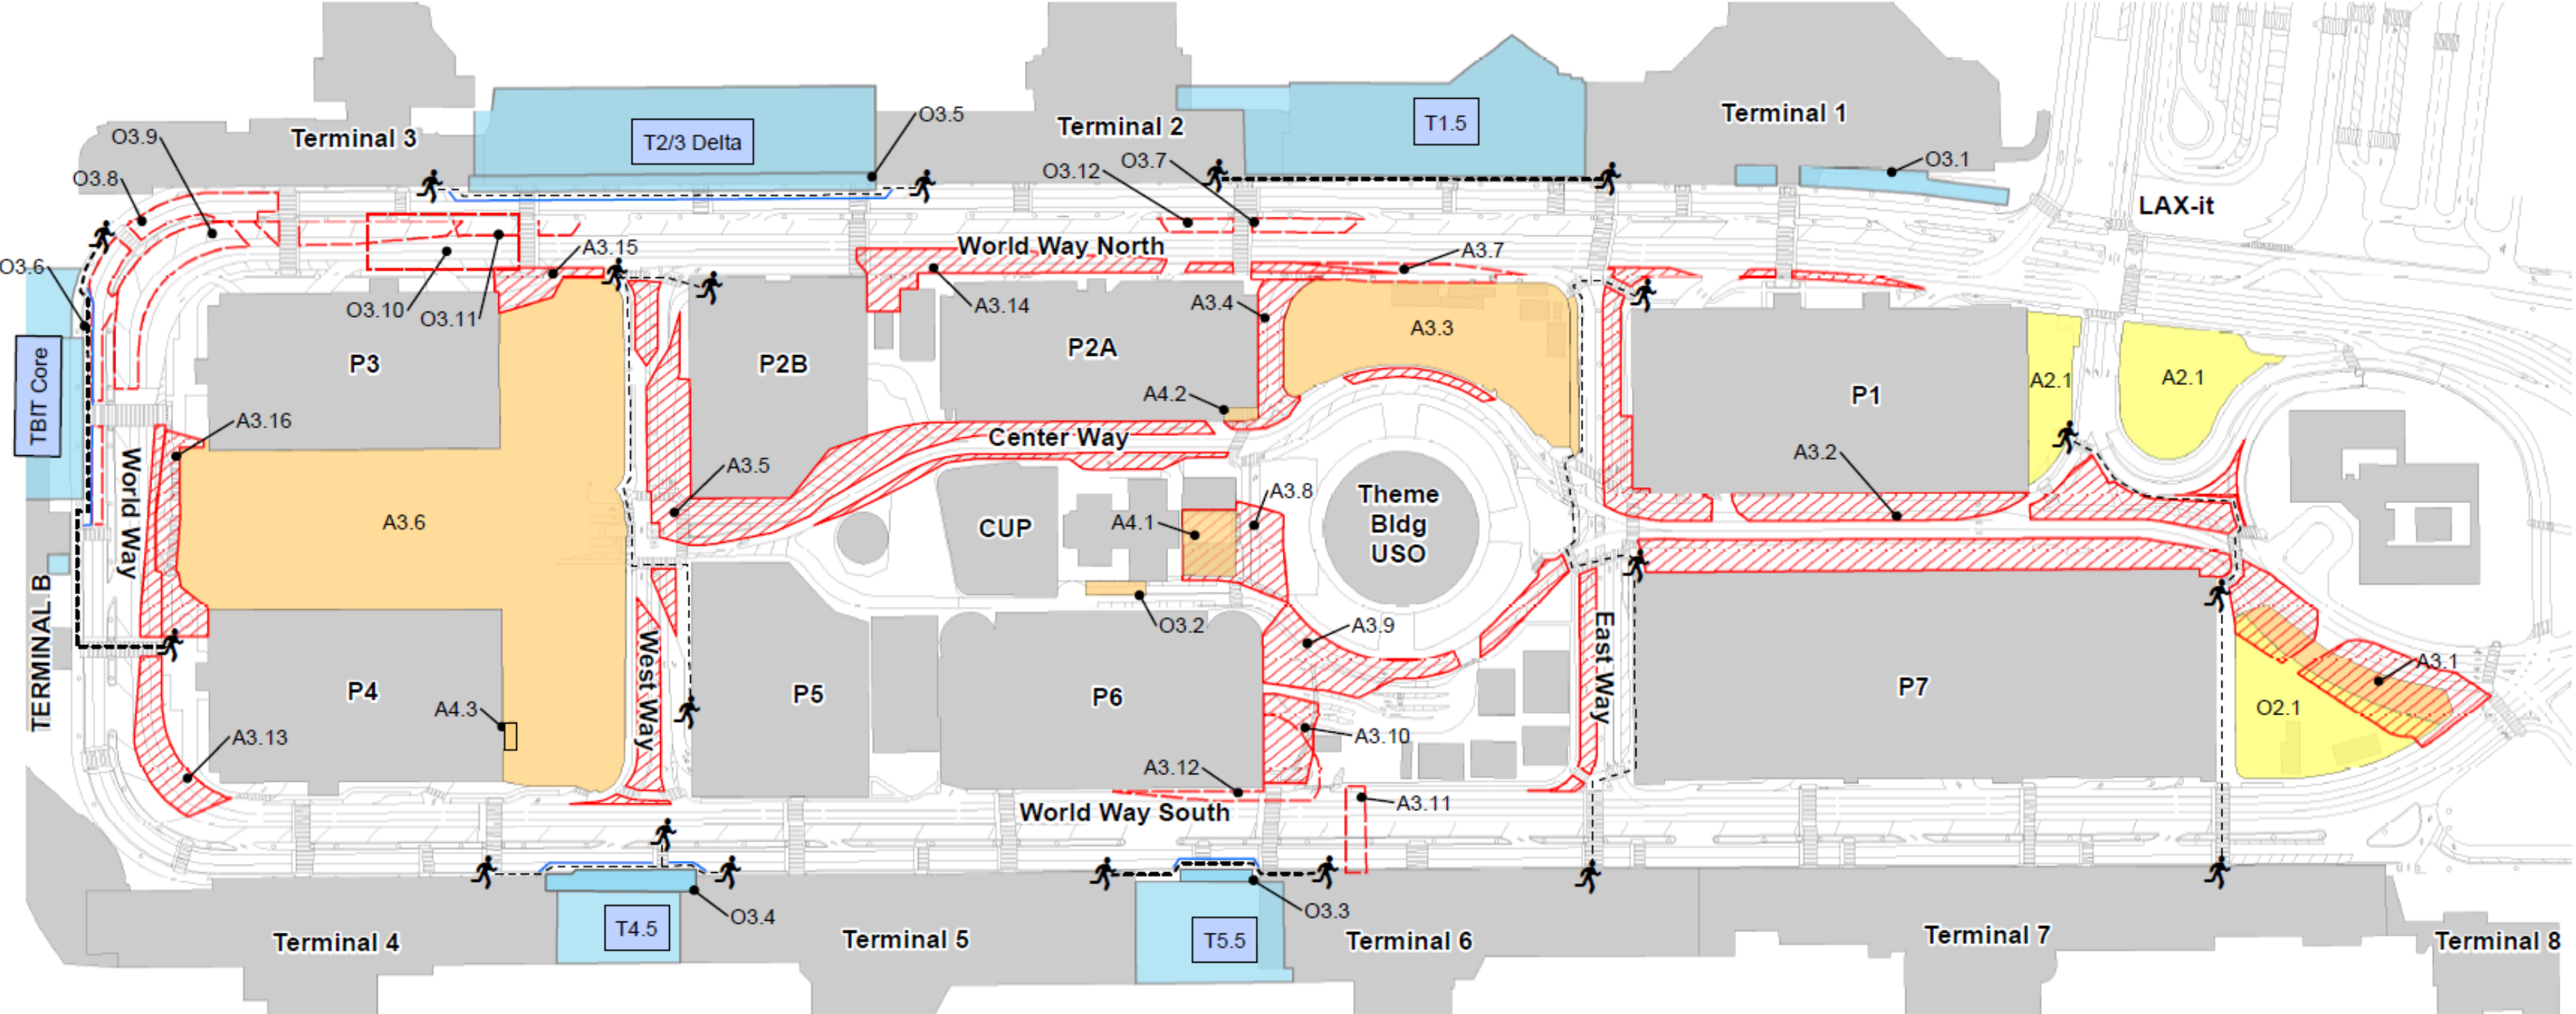 Terminal 3
T2/3 Delta
O3.5
Terminal 2
T1.5
Terminal 1
O3.9
O3.8
O3.12
O3.7
O3.1
LAX-it
O3.6
A3.15
World Way North
A3.7
O3.10
O3.11
A3.14
A3.4
A3.3
P3
P2B
P2A
P1
A2.1
A2.1
TBIT Core
A4.2
A3.16
Center Way
A3.2
A3.5
World Way
A3.6
CUP
A4.1
A3.8
Theme
Bldg
USO
TERMINAL B
O3.2
A3.9
East Way
West Way
P4
A4.3
P5
P6
P7
A3.1
O2.1
A3.13
A3.10
A3.12
World Way South
A3.11
O3.4
O3.3
Terminal 4
T4.5
Terminal 5
T5.5
Terminal 6
Terminal 7
Terminal 8